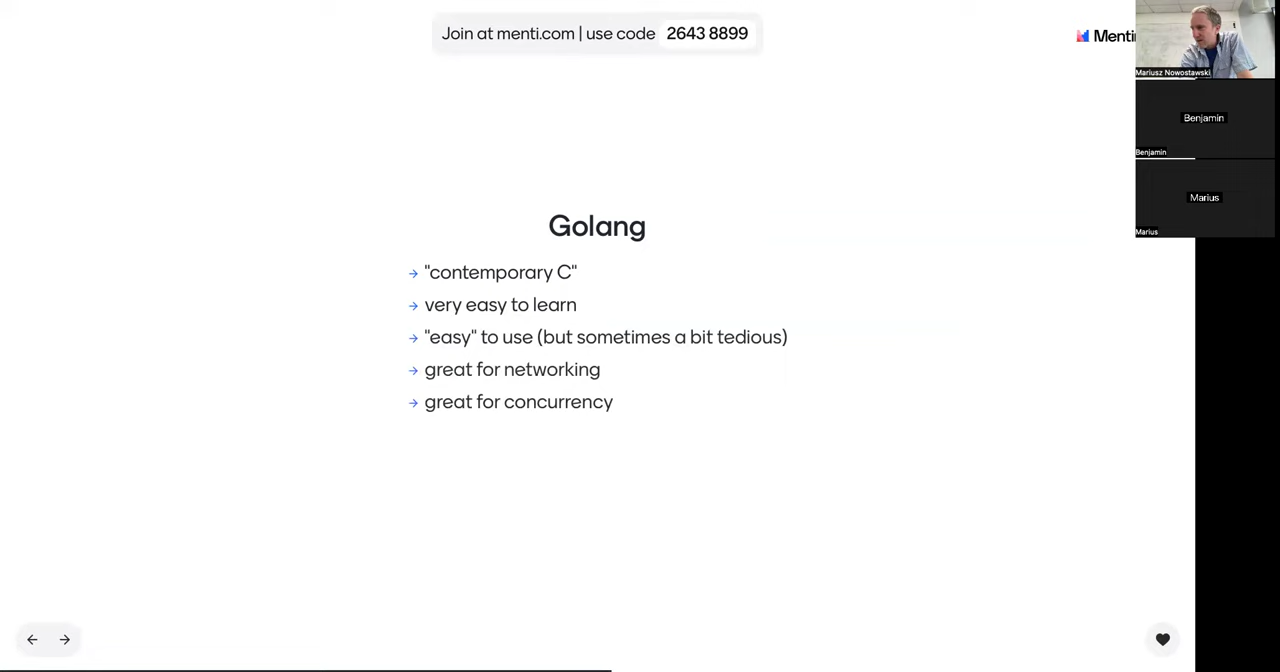 Join at menti.com | use code 2643 8899
Menti
Mariusz Nowostawski
Benjamin
Benjamin
Marius
Marius
Golang
→ "contemporary C"
→ very easy to learn
→ "easy" to use (but sometimes a bit tedious)
→ great for networking
→ great for concurrency